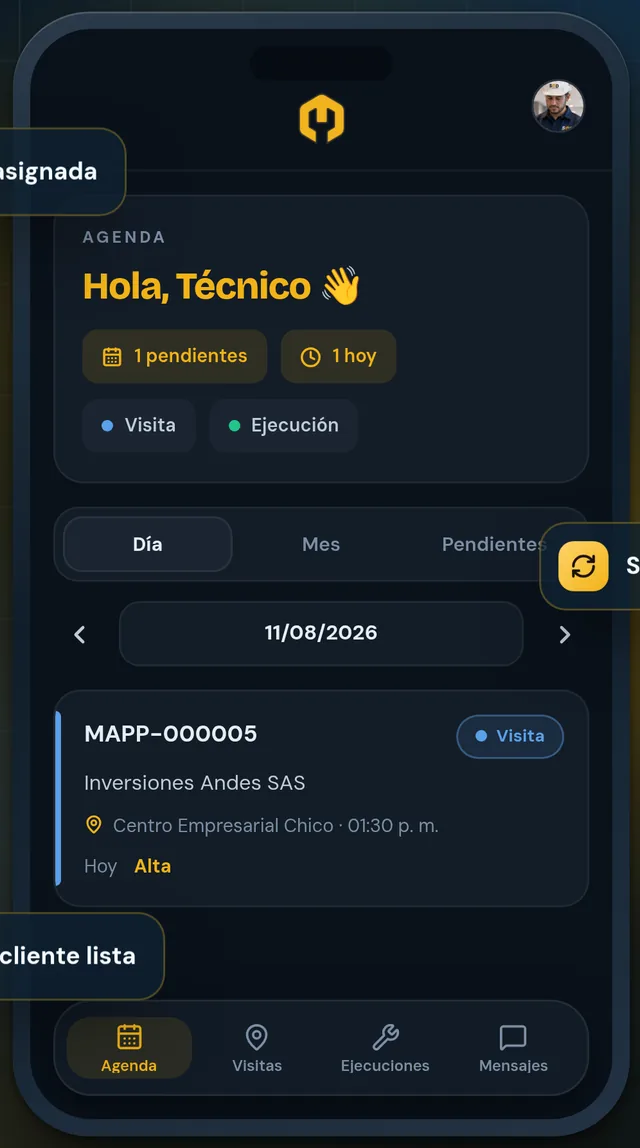 asignada
AGENDA
Hola, Técnico 👋
1 pendientes
1 hoy
Visita
Ejecución
Día
Mes
Pendientes
S
11/08/2026
MAPP-000005
Visita
Inversiones Andes SAS
Centro Empresarial Chico · 01:30 p. m.
Hoy Alta
cliente lista
Agenda
Visitas
Ejecuciones
Mensajes